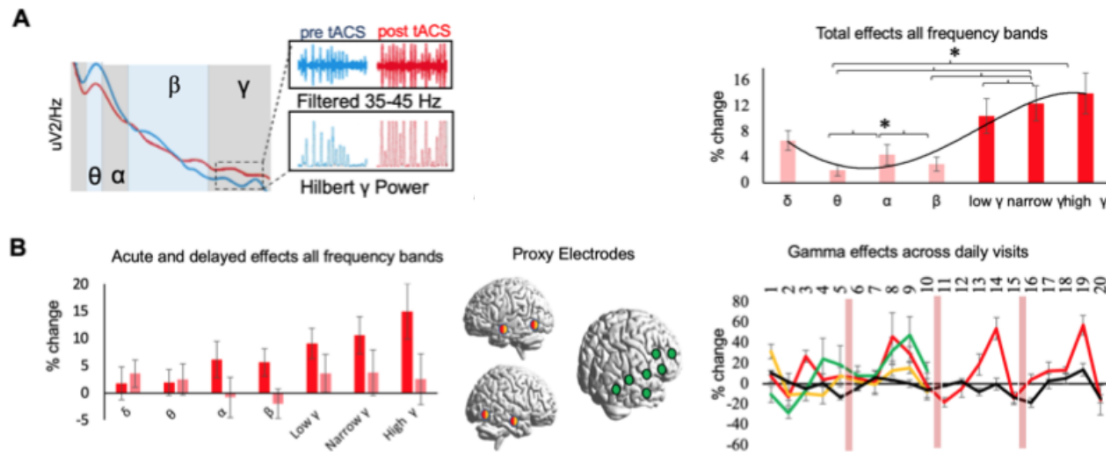 A
pre tACS post tACS
uV2/Hz
θ α β γ
Filtered 35-45 Hz
Hilbert γ Power
Total effects all frequency bands
% change
16
12
8
4
0
*
*
δ θ α β low γ narrow γ high γ
B
Acute and delayed effects all frequency bands
% change
20
15
10
5
0
-5
δ θ α β Low γ Narrow γ High γ
Proxy Electrodes
Gamma effects across daily visits
1 2 3 4 5 6 7 8 9 10 11 12 13 14 15 16 17 18 19 20
% change
80
60
40
20
0
-20
-40
-60